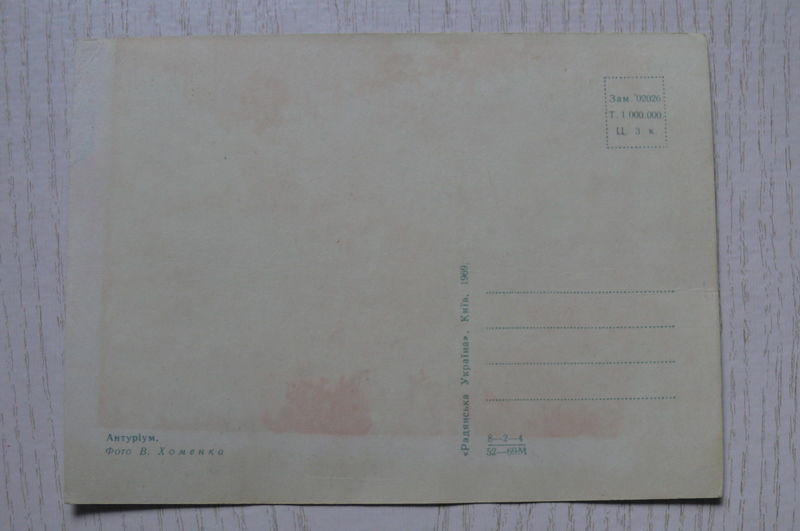 Зам. 02026
Т. 1 000.000
Ц. 3 к.
«Радянська Україна», Київ, 1969.
Антуріум.
Фото В. Хоменка
8—2—4
52—69М